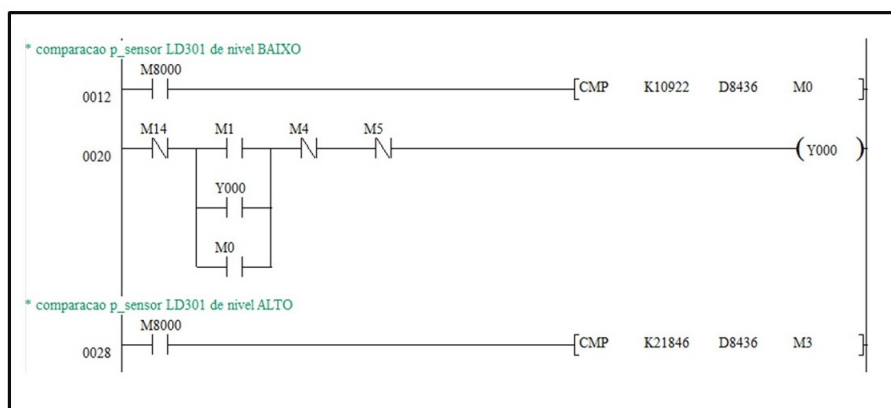 * comparacao p_sensor LD301 de nivel BAIXO
M8000
0012 [CMP K10922 D8436 M0 ]
M14 M1 M4 M5
0020 ( Y000 )
Y000
M0
* comparacao p_sensor LD301 de nivel ALTO
M8000
0028 [CMP K21846 D8436 M3 ]